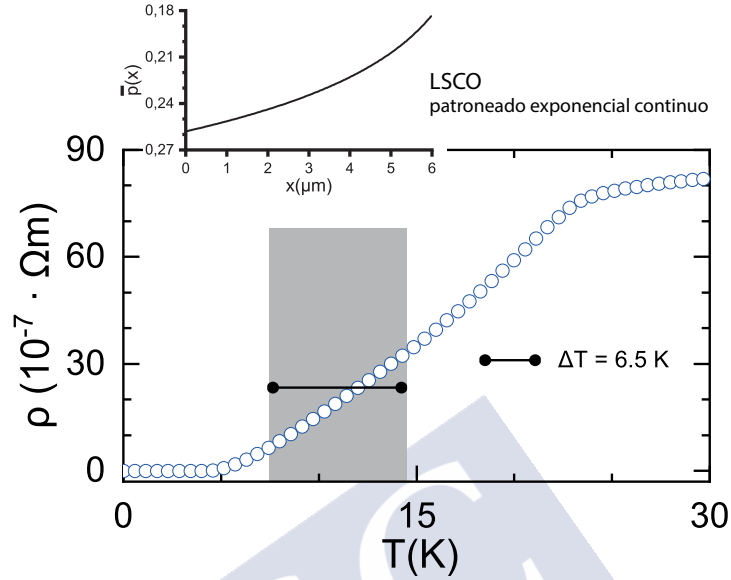 0,18
0,21
0,24
0,27
p̅(x)
0 1 2 3 4 5 6
x(μm)
LSCO
patroneado exponencial continuo
90
60
30
0
ρ (10⁻⁷ · Ωm)
ΔT = 6.5 K
0 15 30
T(K)